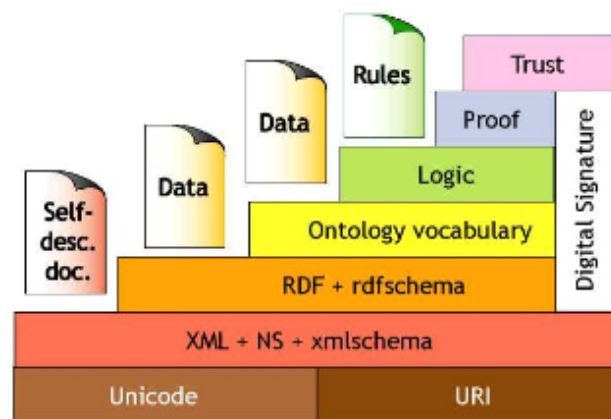 Rules
Trust
Data
Proof
Data
Logic
Self-
desc.
doc.
Ontology vocabulary
Digital Signature
RDF + rdfschema
XML + NS + xmlschema
Unicode
URI